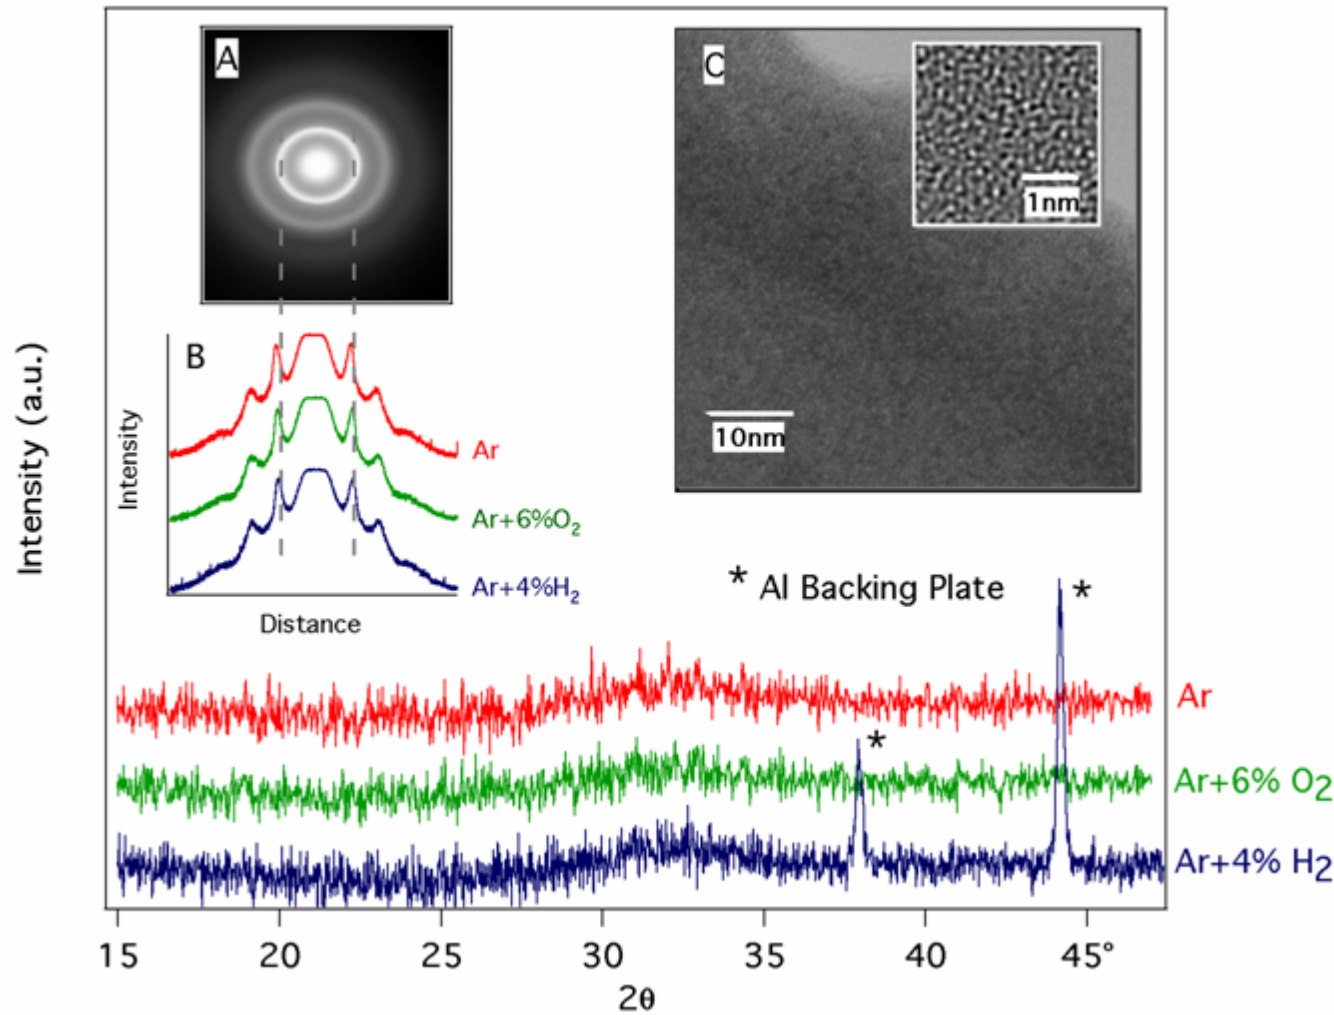 A
C
1nm
10nm
B
Intensity
Ar
Ar+6%O₂
Ar+4%H₂
Distance
Intensity (a.u.)
* Al Backing Plate
*
*
Ar
Ar+6% O₂
Ar+4% H₂
15 20 25 30 35 40 45°
2θ